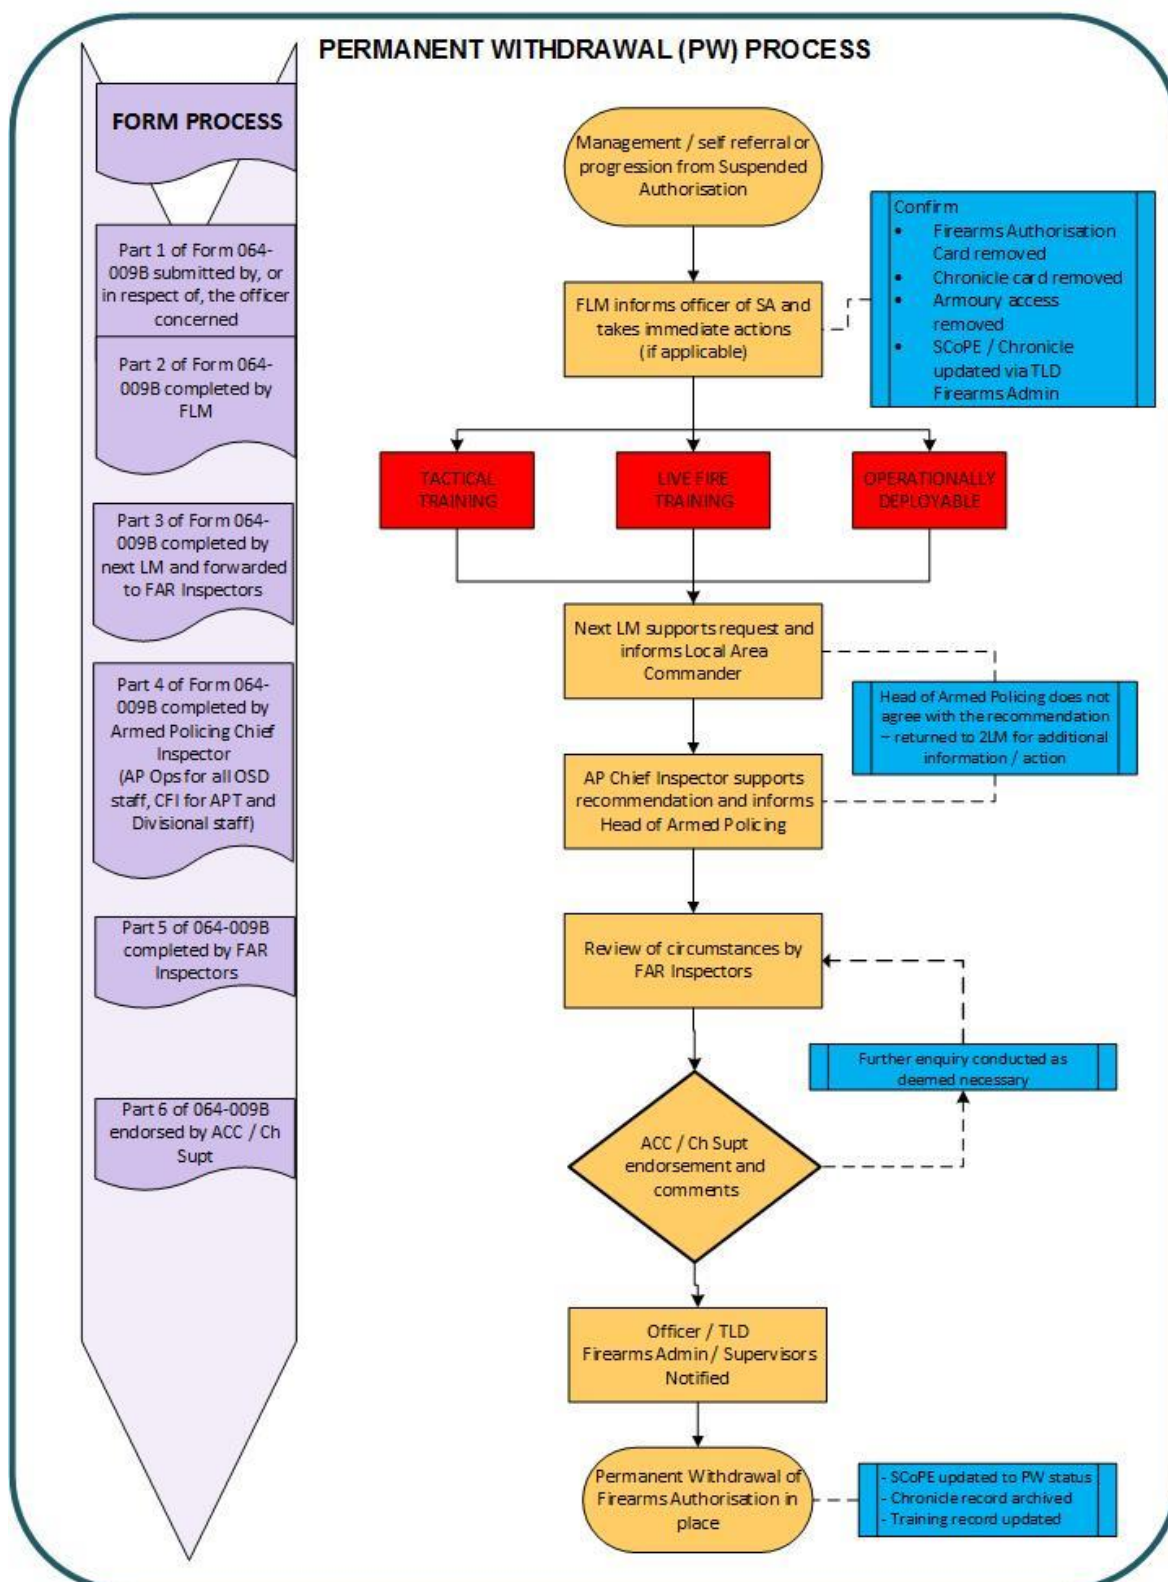 PERMANENT WITHDRAWAL (PW) PROCESS
FORM PROCESS
Part 1 of Form 064-
009B submitted by, or
in respect of, the officer
concerned
Part 2 of Form 064-
009B completed by
FLM
Part 3 of Form 064-
009B completed by
next LM and forwarded
to FAR Inspectors
Part 4 of Form 064-
009B completed by
Armed Policing Chief
Inspector
(AP Ops for all OSD
staff, CFI for APT and
Divisional staff)
Part 5 of 064-009B
completed by FAR
Inspectors
Part 6 of 064-009B
endorsed by ACC / Ch
Supt
Management / self referral or
progression from Suspended
Authorisation
FLM informs officer of SA and
takes immediate actions
(if applicable)
Confirm
• Firearms Authorisation
Card removed
• Chronicle card removed
• Armoury access
removed
• SCoPE / Chronicle
updated via TLD
Firearms Admin
TACTICAL
TRAINING
LIVE FIRE
TRAINING
OPERATIONALLY
DEPLOYABLE
Next LM supports request and
informs Local Area
Commander
Head of Armed Policing does not
agree with the recommendation
– returned to 2LM for additional
information / action
AP Chief Inspector supports
recommendation and informs
Head of Armed Policing
Review of circumstances by
FAR Inspectors
Further enquiry conducted as
deemed necessary
ACC / Ch Supt
endorsement and
comments
Officer / TLD
Firearms Admin / Supervisors
Notified
Permanent Withdrawal of
Firearms Authorisation in
place
- SCoPE updated to PW status
- Chronicle record archived
- Training record updated